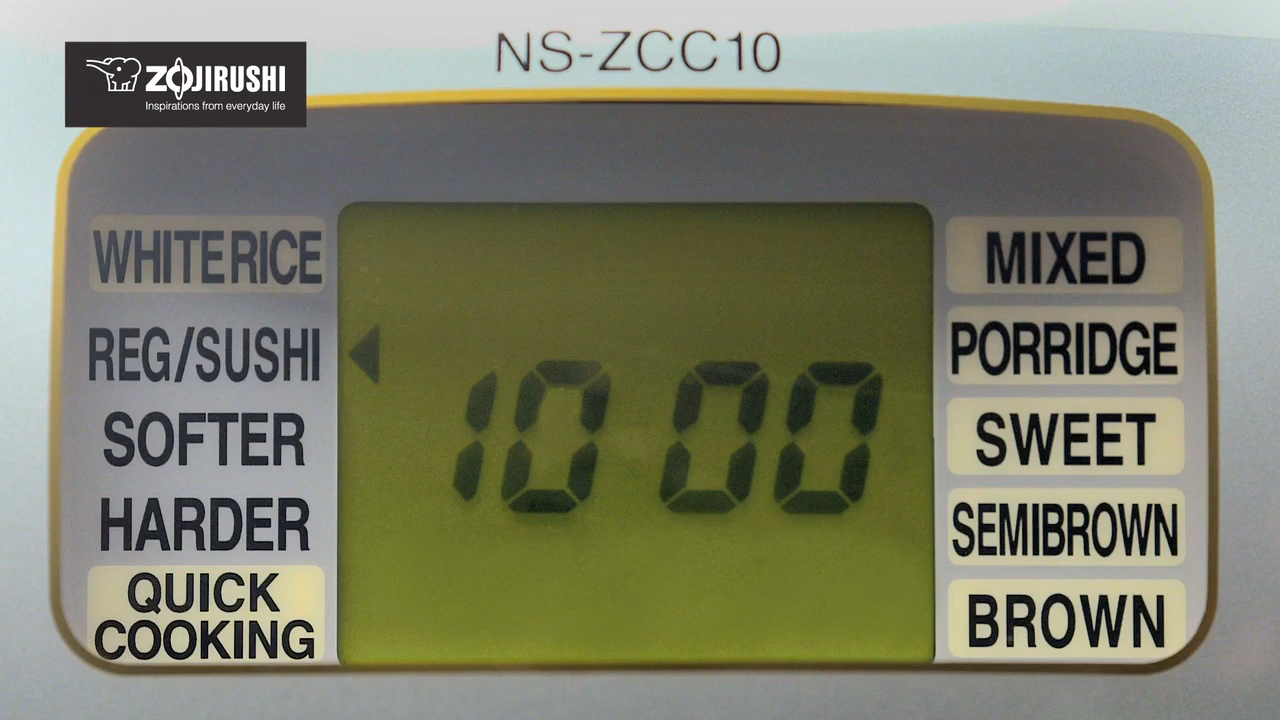 NS-ZCC10
ZOJIRUSHI
Inspirations from everyday life
WHITE RICE
REG/SUSHI
SOFTER
HARDER
QUICK
COOKING
10 00
MIXED
PORRIDGE
SWEET
SEMIBROWN
BROWN